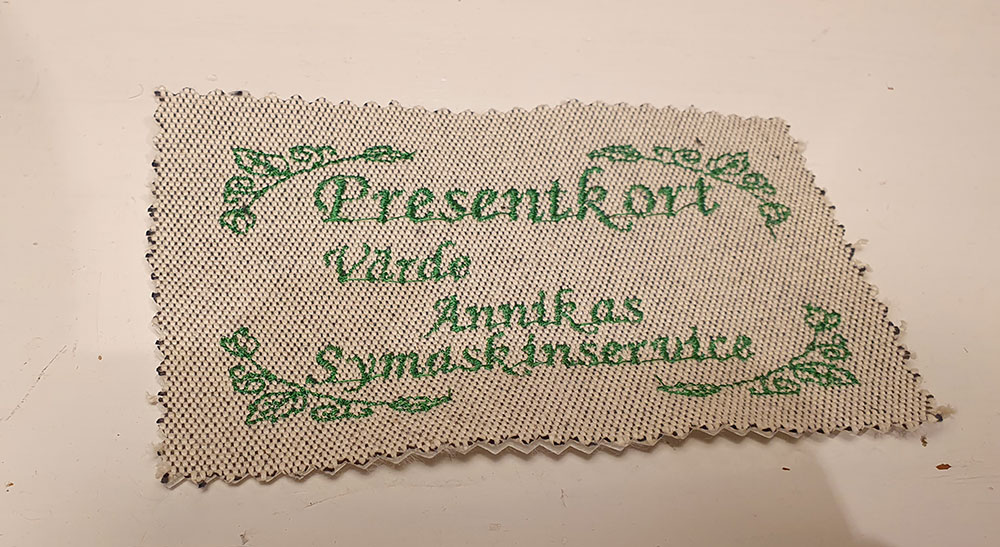 Presentkort
Värde
Annikas
Symaskinservice